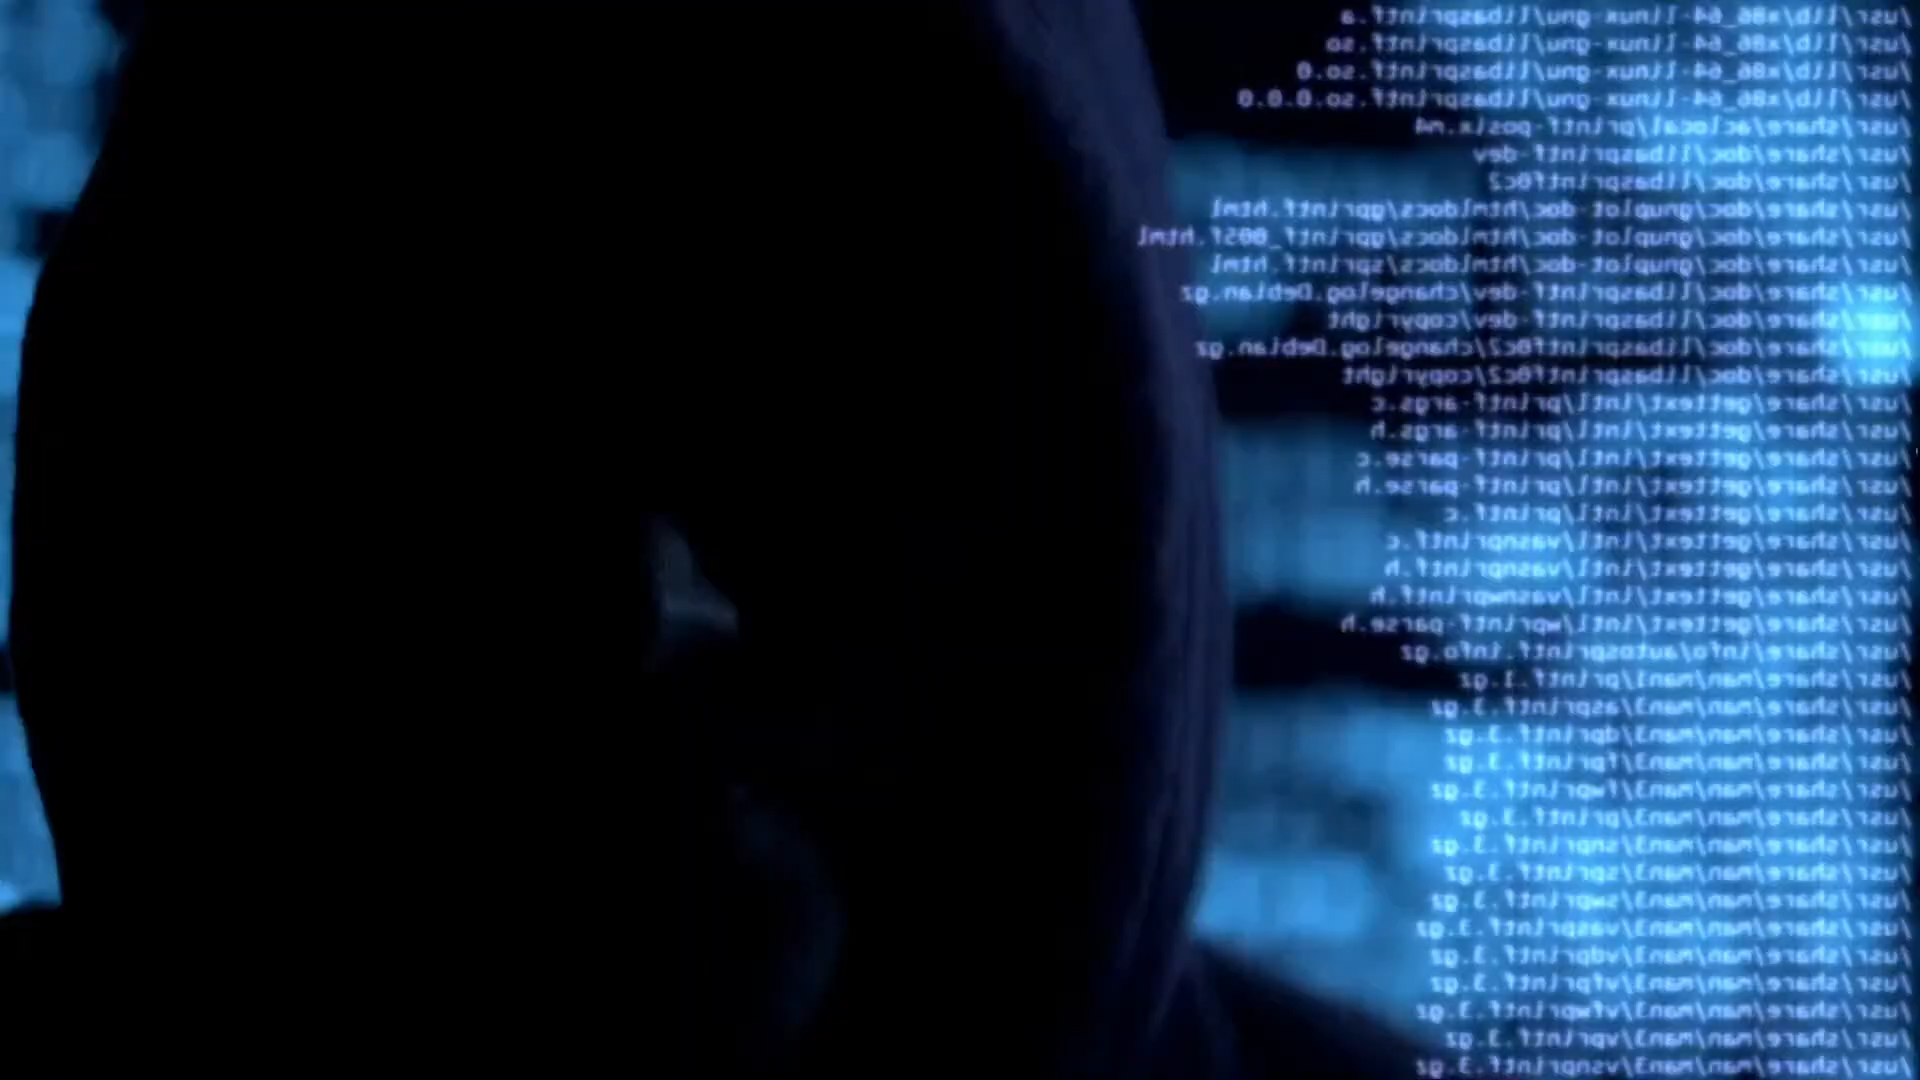 /usr/lib/x86_64-linux-gnu/libasprintf.a
/usr/lib/x86_64-linux-gnu/libasprintf.so
/usr/lib/x86_64-linux-gnu/libasprintf.so.0
/usr/lib/x86_64-linux-gnu/libasprintf.so.0.0.0
/usr/share/aclocal/printf-posix.m4
/usr/share/doc/libasprintf-dev
/usr/share/doc/libasprintf0c2
/usr/share/doc/gnuplot-doc/htmldocs/gprintf.html
/usr/share/doc/gnuplot-doc/htmldocs/gprintf_005f.html
/usr/share/doc/gnuplot-doc/htmldocs/sprintf.html
/usr/share/doc/libasprintf-dev/changelog.Debian.gz
/usr/share/doc/libasprintf-dev/copyright
/usr/share/doc/libasprintf0c2/changelog.Debian.gz
/usr/share/doc/libasprintf0c2/copyright
/usr/share/gettext/intl/printf-args.c
/usr/share/gettext/intl/printf-args.h
/usr/share/gettext/intl/printf-parse.c
/usr/share/gettext/intl/printf-parse.h
/usr/share/gettext/intl/printf.c
/usr/share/gettext/intl/vasnprintf.c
/usr/share/gettext/intl/vasnprintf.h
/usr/share/gettext/intl/vasnwprintf.h
/usr/share/gettext/intl/wprintf-parse.h
/usr/share/info/autosprintf.info.gz
/usr/share/man/man1/printf.1.gz
/usr/share/man/man3/asprintf.3.gz
/usr/share/man/man3/dprintf.3.gz
/usr/share/man/man3/fprintf.3.gz
/usr/share/man/man3/fwprintf.3.gz
/usr/share/man/man3/printf.3.gz
/usr/share/man/man3/snprintf.3.gz
/usr/share/man/man3/sprintf.3.gz
/usr/share/man/man3/swprintf.3.gz
/usr/share/man/man3/vasprintf.3.gz
/usr/share/man/man3/vdprintf.3.gz
/usr/share/man/man3/vfprintf.3.gz
/usr/share/man/man3/vfwprintf.3.gz
/usr/share/man/man3/vprintf.3.gz
/usr/share/man/man3/vsnprintf.3.gz